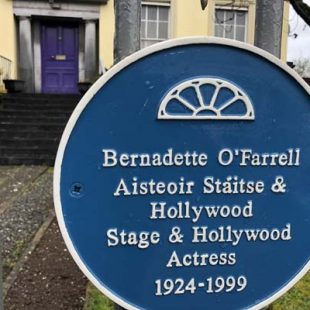 Bernadette O'Farrell
Aisteoir Stáitse &
Hollywood
Stage & Hollywood
Actress
1924-1999